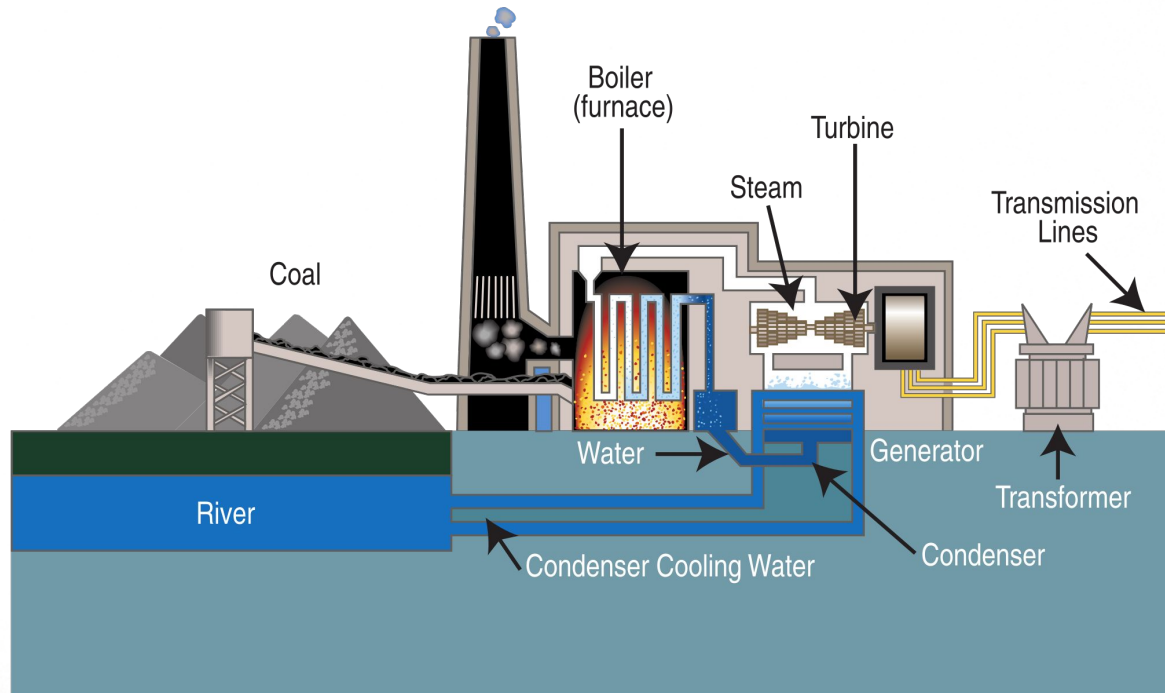 Boiler
(furnace)
Turbine
Steam
Transmission
Lines
Coal
Water
Generator
River
Transformer
Condenser Cooling Water
Condenser